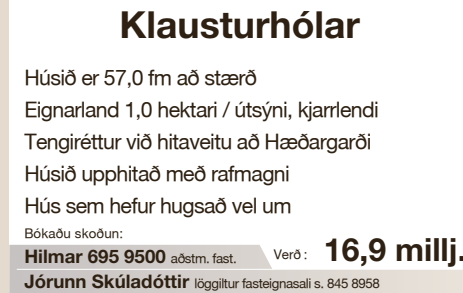 Klausturhólar
Húsið er 57,0 fm að stærð
Eignarland 1,0 hektari / útsýni, kjarrlendi
Tengiréttur við hitaveitu að Hæðargarði
Húsið upphitað með rafmagni
Hús sem hefur hugsað vel um
Bókaðu skoðun:
Hilmar 695 9500 aðstm. fast. Verð : 16,9 millj.
Jórunn Skúladóttir löggiltur fasteignasali s. 845 8958